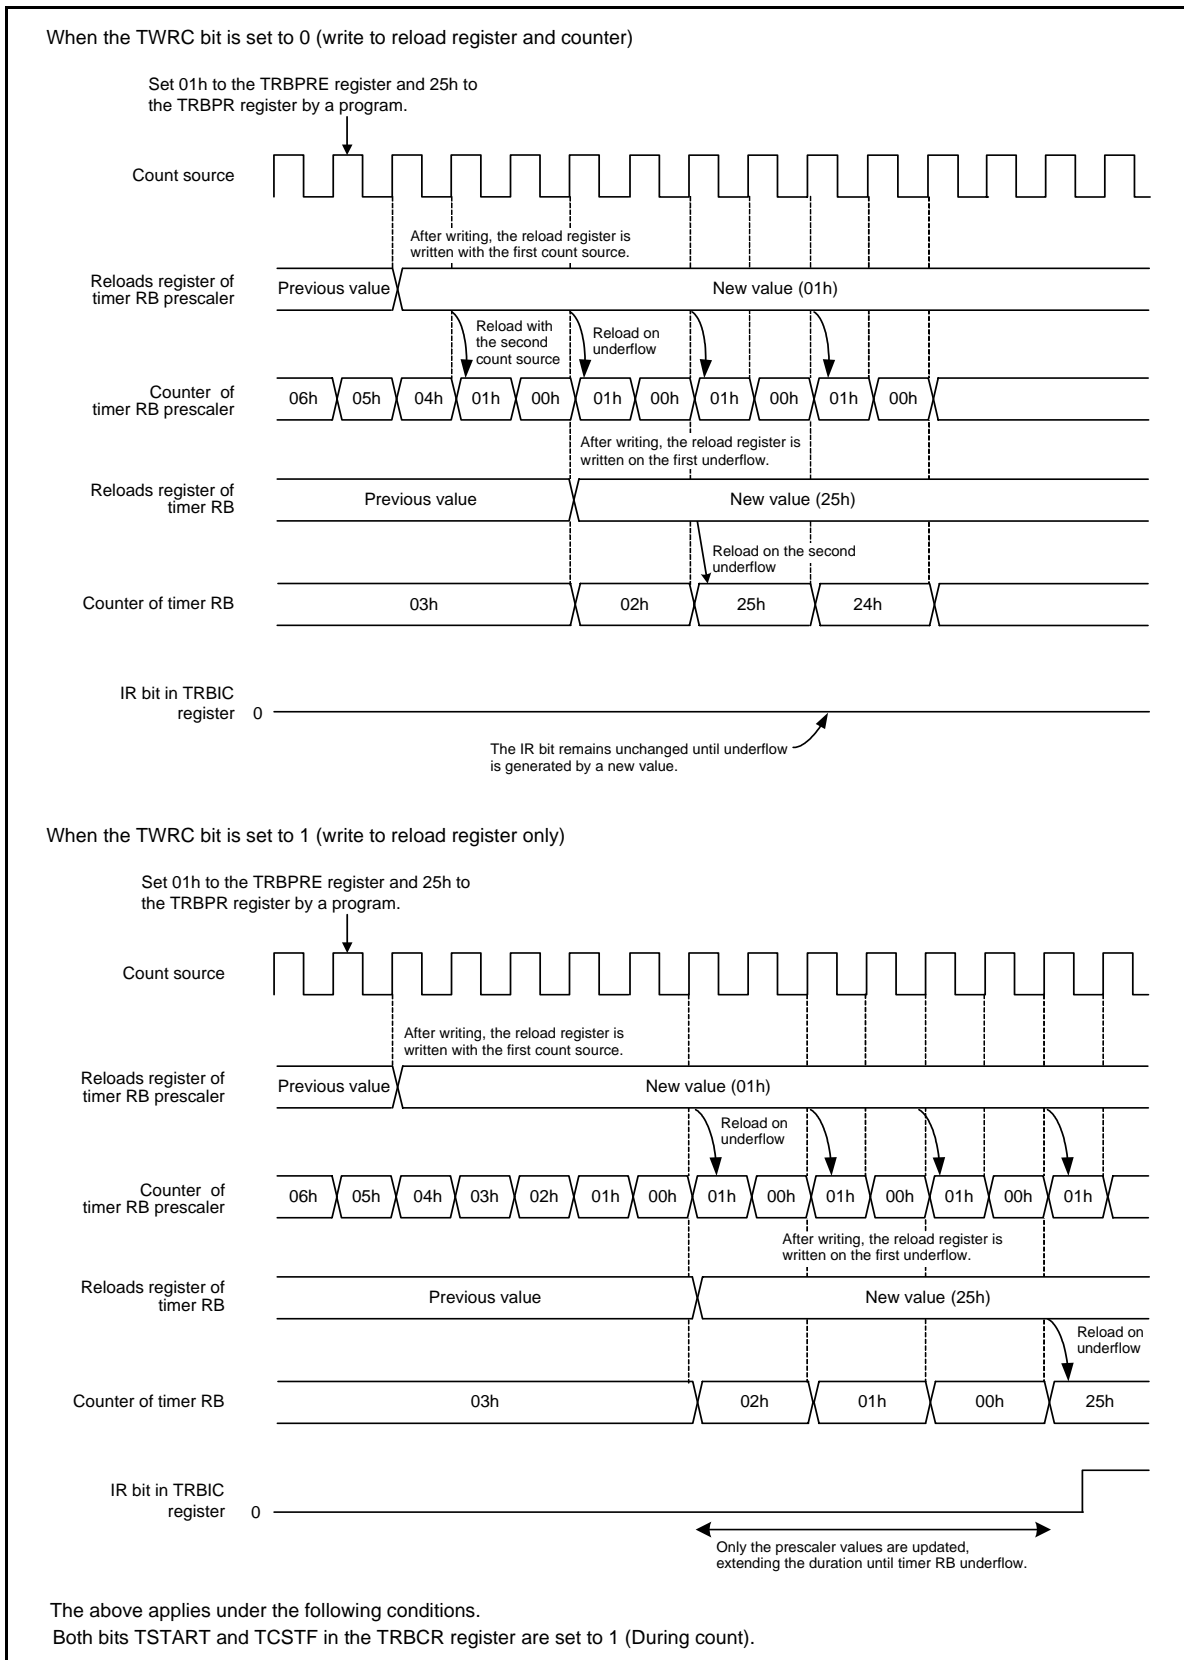 When the TWRC bit is set to 0 (write to reload register and counter)
Set 01h to the TRBPRE register and 25h to
the TRBPR register by a program.
Count source
After writing, the reload register is
written with the first count source.
Reloads register of
timer RB prescaler
Previous value
New value (01h)
Reload with
the second
count source
Reload on
underflow
Counter of
timer RB prescaler
06h 05h 04h 01h 00h 01h 00h 01h 00h 01h 00h
After writing, the reload register is
written on the first underflow.
Reloads register of
timer RB
Previous value
New value (25h)
Reload on the second
underflow
Counter of timer RB
03h 02h 25h 24h
IR bit in TRBIC
register
0
The IR bit remains unchanged until underflow
is generated by a new value.
When the TWRC bit is set to 1 (write to reload register only)
Set 01h to the TRBPRE register and 25h to
the TRBPR register by a program.
Count source
After writing, the reload register is
written with the first count source.
Reloads register of
timer RB prescaler
Previous value
New value (01h)
Reload on
underflow
Counter of
timer RB prescaler
06h 05h 04h 03h 02h 01h 00h 01h 00h 01h 00h 01h 00h 01h
After writing, the reload register is
written on the first underflow.
Reloads register of
timer RB
Previous value
New value (25h)
Reload on
underflow
Counter of timer RB
03h 02h 01h 00h 25h
IR bit in TRBIC
register
0
Only the prescaler values are updated,
extending the duration until timer RB underflow.
The above applies under the following conditions.
Both bits TSTART and TCSTF in the TRBCR register are set to 1 (During count).